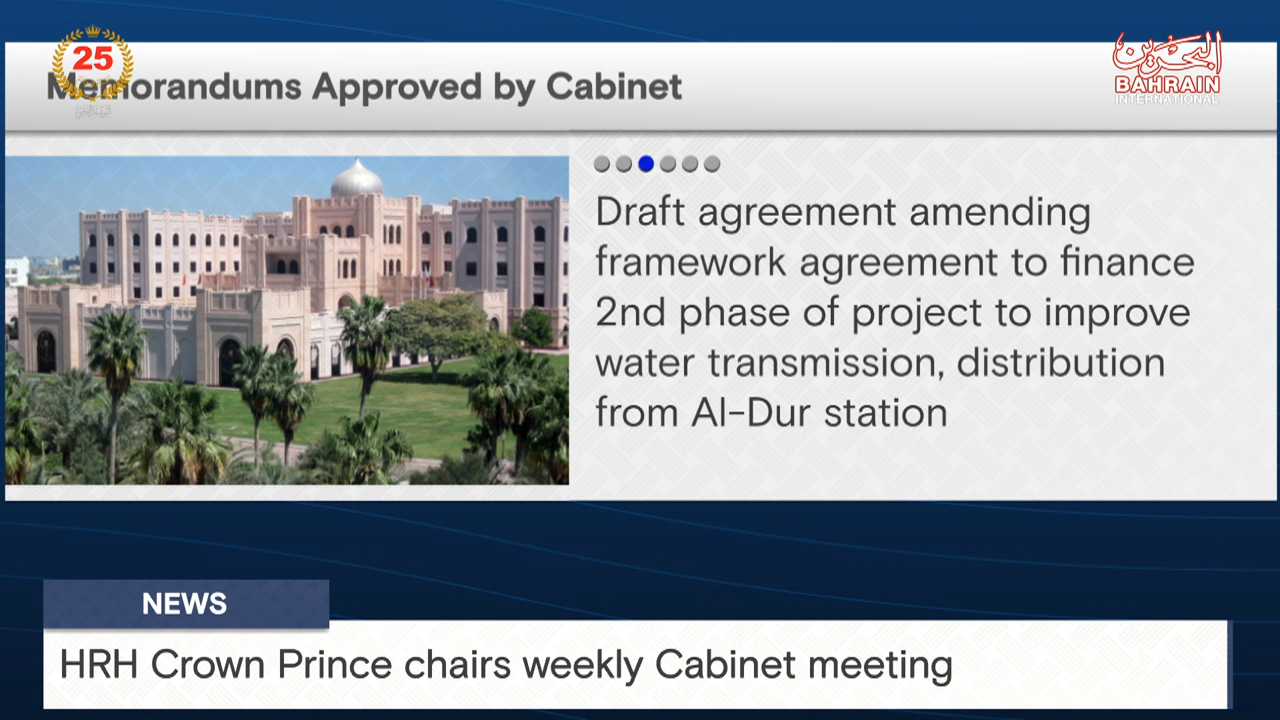 25
Memorandums Approved by Cabinet
البحرين
BAHRAIN
INTERNATIONAL
Draft agreement amending
framework agreement to finance
2nd phase of project to improve
water transmission, distribution
from Al-Dur station
NEWS
HRH Crown Prince chairs weekly Cabinet meeting